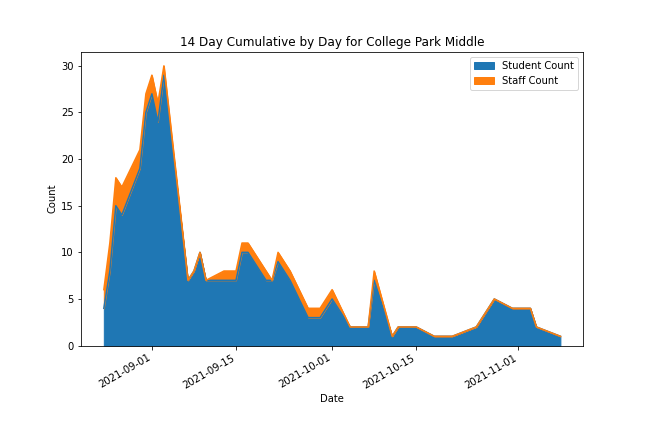 14 Day Cumulative by Day for College Park Middle
Student Count
Staff Count
Count
30
25
20
15
10
5
0
2021-09-01
2021-09-15
2021-10-01
2021-10-15
2021-11-01
Date